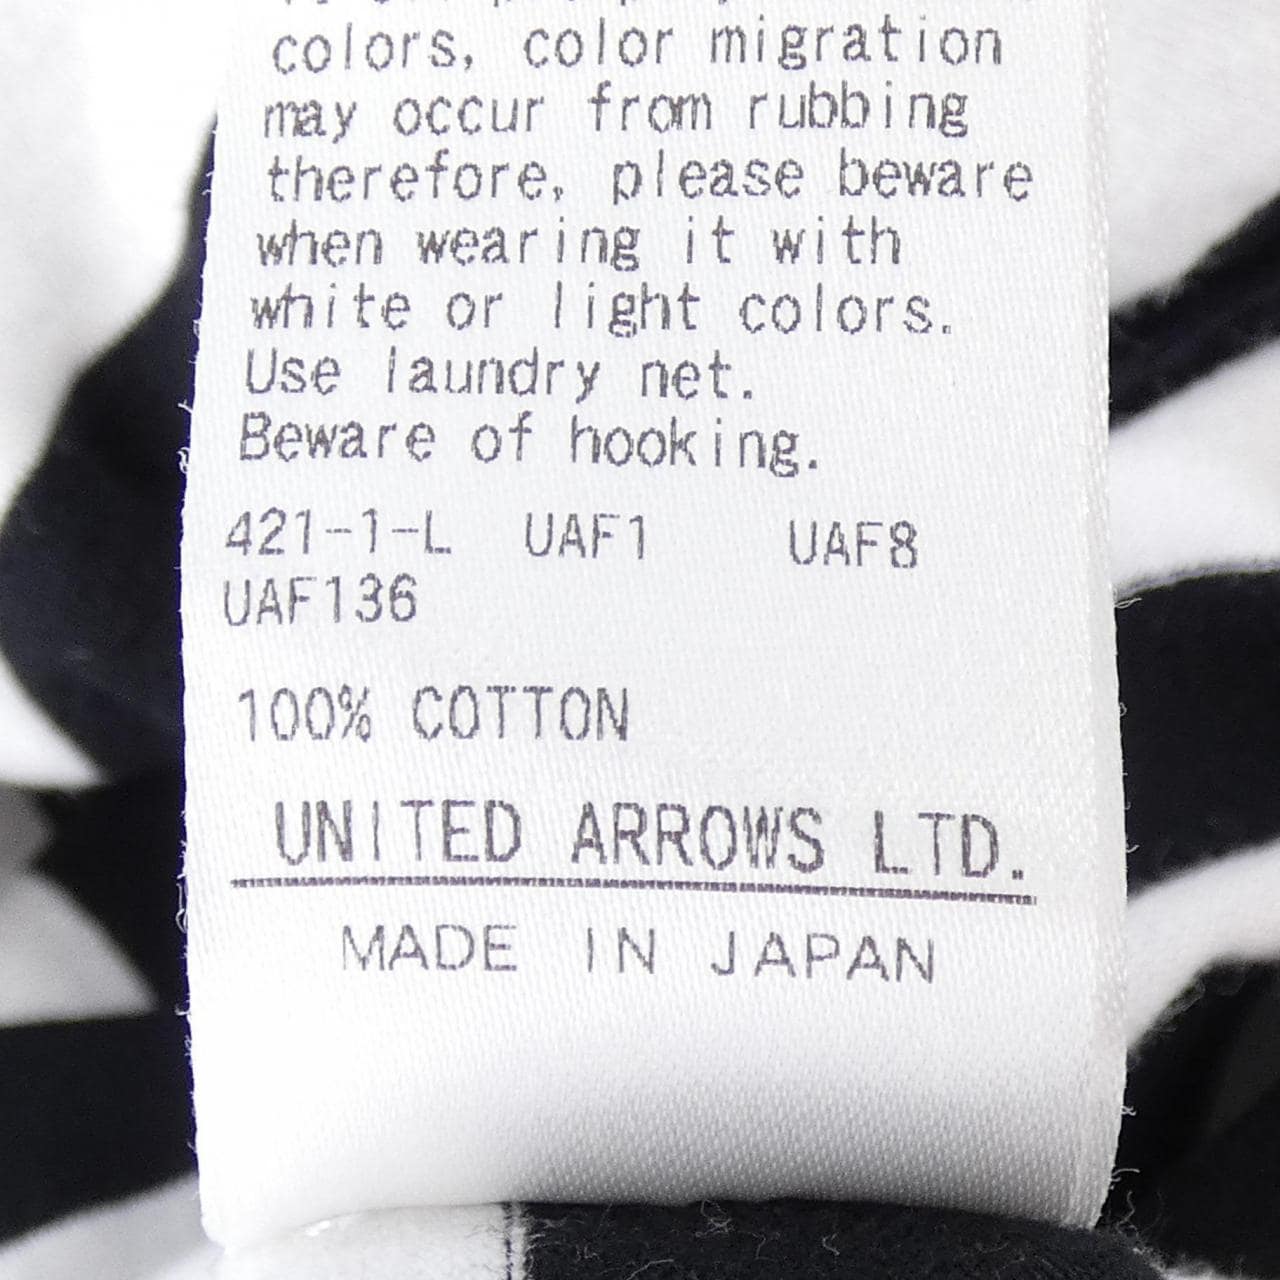 colors, color migration
may occur from rubbing
therefore, please beware
when wearing it with
white or light colors.
Use laundry net.
Beware of hooking.
421-1-L UAF1 UAF8
UAF136
100% COTTON
UNITED ARROWS LTD.
MADE IN JAPAN